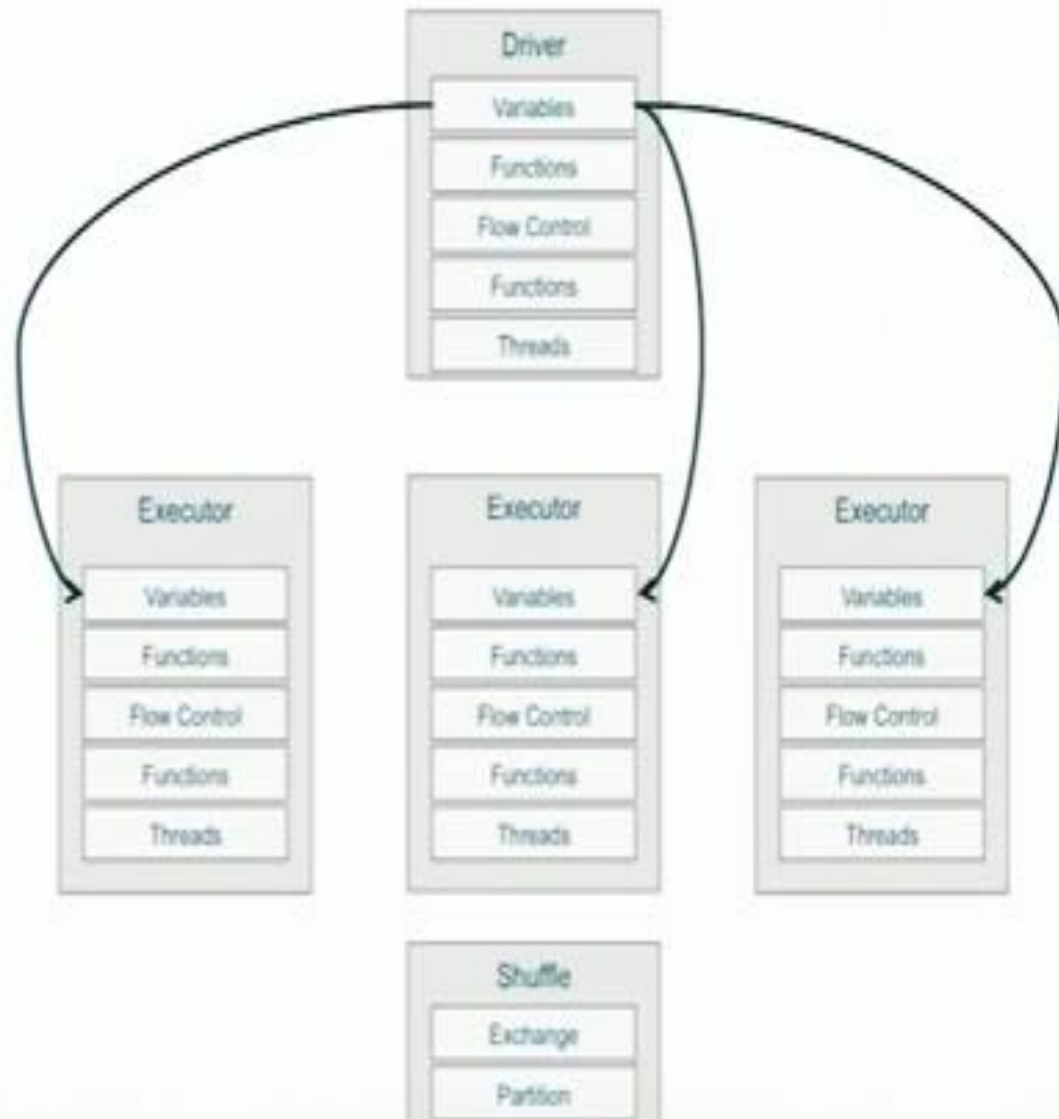 Driver
Variables
Functions
Flow Control
Functions
Threads
Executor
Variables
Functions
Flow Control
Functions
Threads
Executor
Variables
Functions
Flow Control
Functions
Threads
Executor
Variables
Functions
Flow Control
Functions
Threads
Shuffle
Exchange
Partition